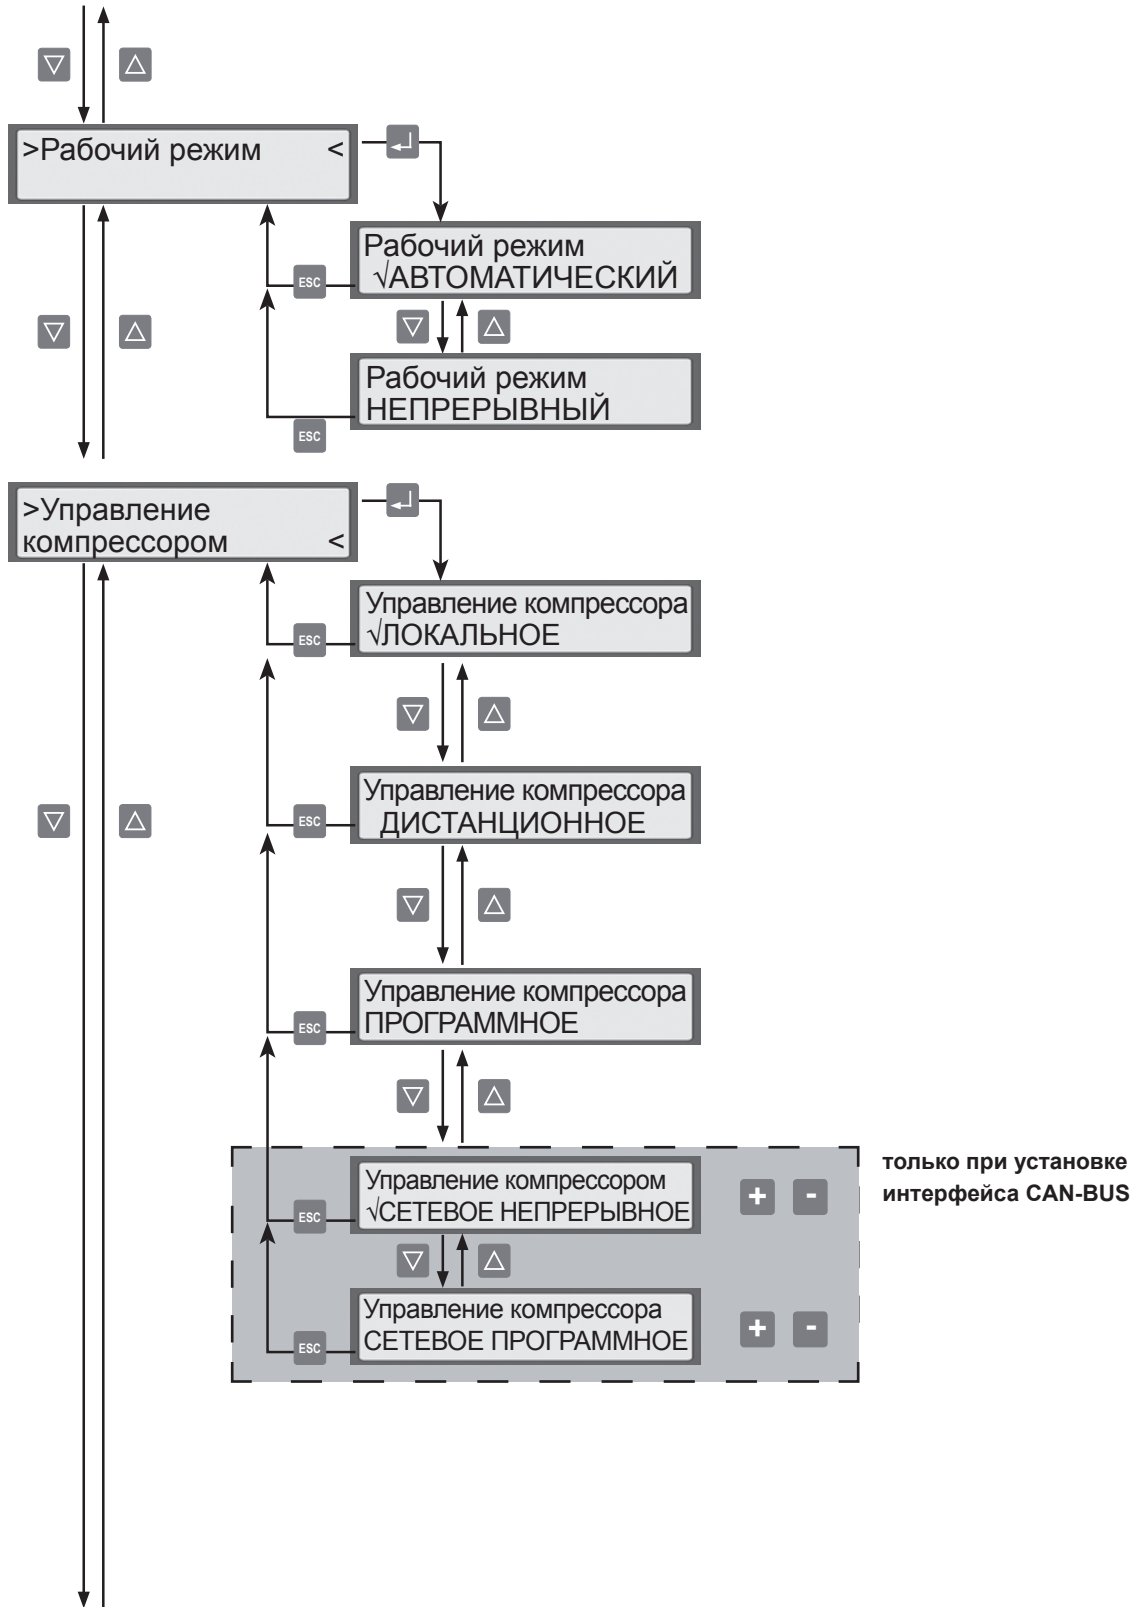 >Рабочий режим <
Рабочий режим
√АВТОМАТИЧЕСКИЙ
ESC
Рабочий режим
НЕПРЕРЫВНЫЙ
ESC
>Управление
компрессором <
Управление компрессора
√ЛОКАЛЬНОЕ
ESC
Управление компрессора
ДИСТАНЦИОННОЕ
ESC
Управление компрессора
ПРОГРАММНОЕ
ESC
только при установке
интерфейса CAN-BUS
Управление компрессором
√СЕТЕВОЕ НЕПРЕРЫВНОЕ
ESC
+ -
Управление компрессора
СЕТЕВОЕ ПРОГРАММНОЕ
ESC
+ -